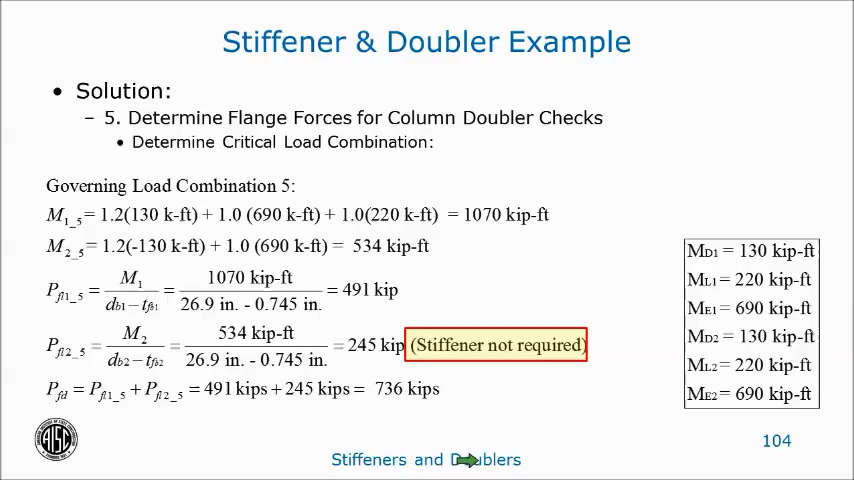 Stiffener & Doubler Example
• Solution:
– 5. Determine Flange Forces for Column Doubler Checks
• Determine Critical Load Combination:
Governing Load Combination 5:
M1_5 = 1.2(130 k-ft) + 1.0 (690 k-ft) + 1.0(220 k-ft) = 1070 kip-ft
M2_5 = 1.2(-130 k-ft) + 1.0 (690 k-ft) = 534 kip-ft
Pfl1_5 = M1 / (db1 – tfb1) = 1070 kip-ft / (26.9 in. - 0.745 in.) = 491 kip
Pfl2_5 = M2 / (db2 – tfb2) = 534 kip-ft / (26.9 in. - 0.745 in.) = 245 kip (Stiffener not required)
Pfd = Pfl1_5 + Pfl2_5 = 491 kips + 245 kips = 736 kips
MD1 = 130 kip-ft
ML1 = 220 kip-ft
ME1 = 690 kip-ft
MD2 = 130 kip-ft
ML2 = 220 kip-ft
ME2 = 690 kip-ft
AISC
104
Stiffeners and Doublers